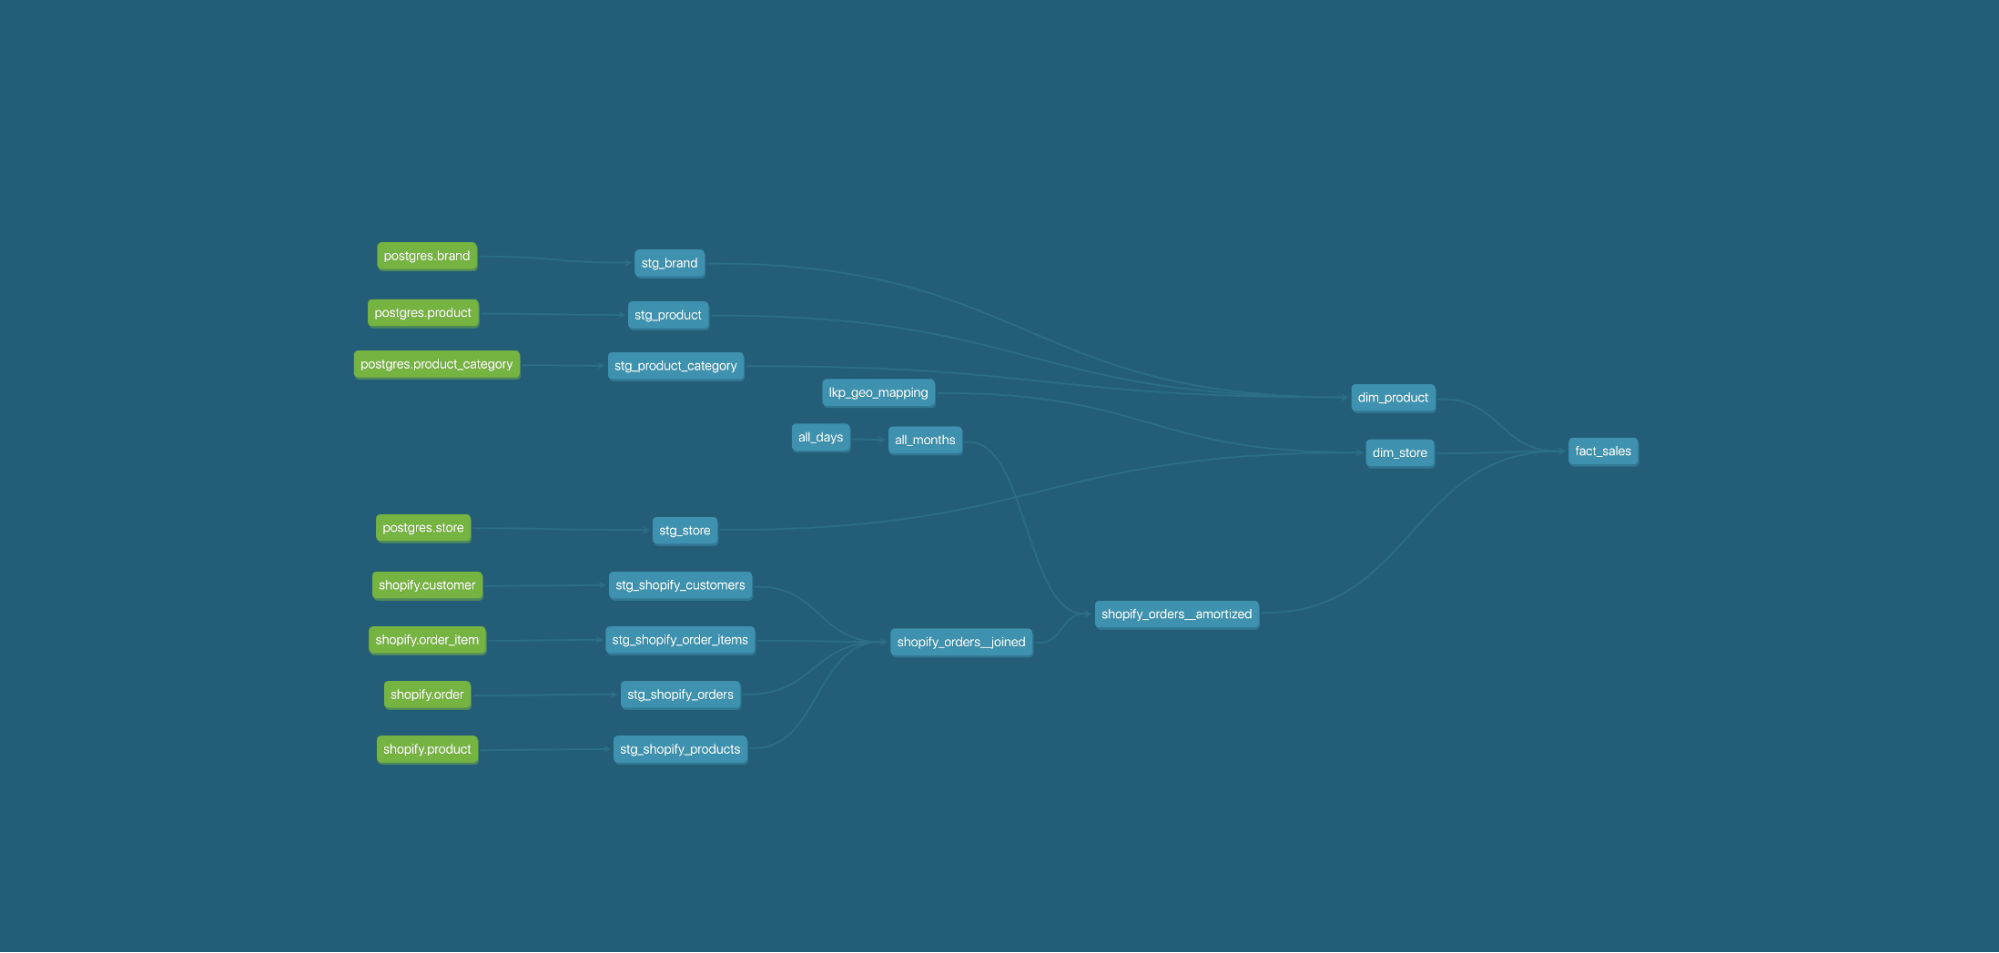 postgres.brand
stg_brand
postgres.product
stg_product
postgres.product_category
stg_product_category
lkp_geo_mapping
dim_product
all_days
all_months
dim_store
fact_sales
postgres.store
stg_store
shopify.customer
stg_shopify_customers
shopify_orders__amortized
shopify.order_item
stg_shopify_order_items
shopify_orders__joined
shopify.order
stg_shopify_orders
shopify.product
stg_shopify_products